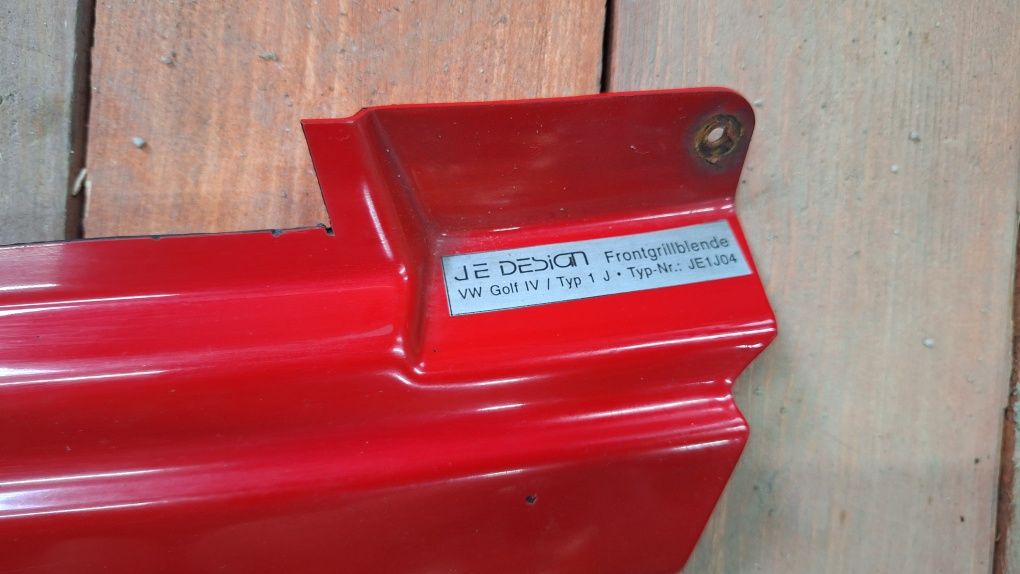 JE DESIGN Frontgrillblende
VW Golf IV / Typ 1 J • Typ-Nr.: JE1J04